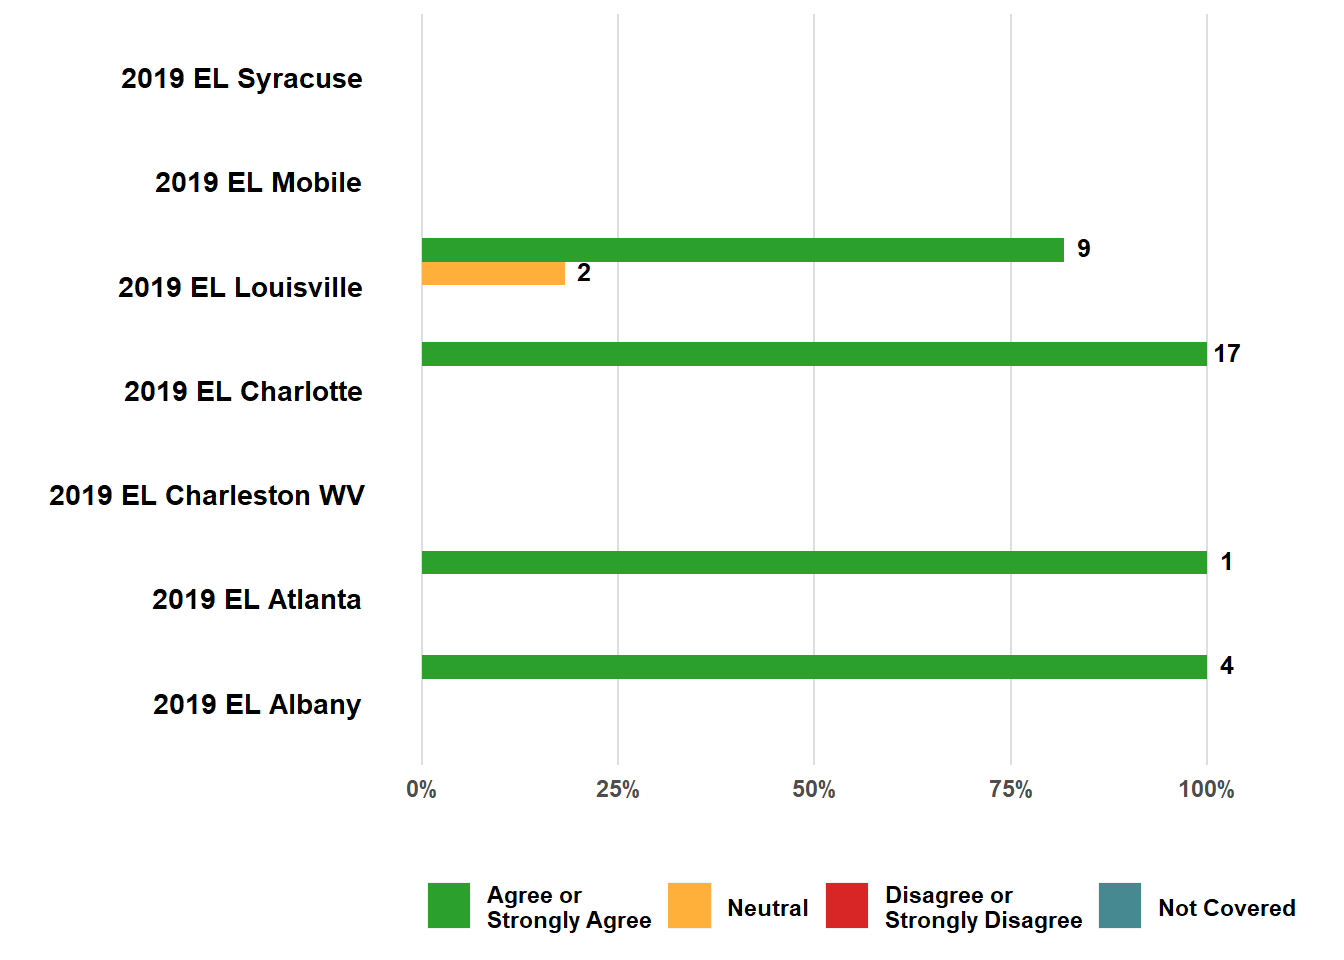 2019 EL Syracuse
2019 EL Mobile
9
2
2019 EL Louisville
17
2019 EL Charlotte
2019 EL Charleston WV
1
2019 EL Atlanta
4
2019 EL Albany
0% 25% 50% 75% 100%
Agree or
Strongly Agree
Neutral
Disagree or
Strongly Disagree
Not Covered